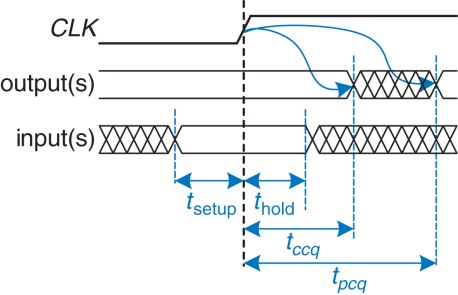 CLK
output(s)
input(s)
tsetup thold
tccq
tpcq